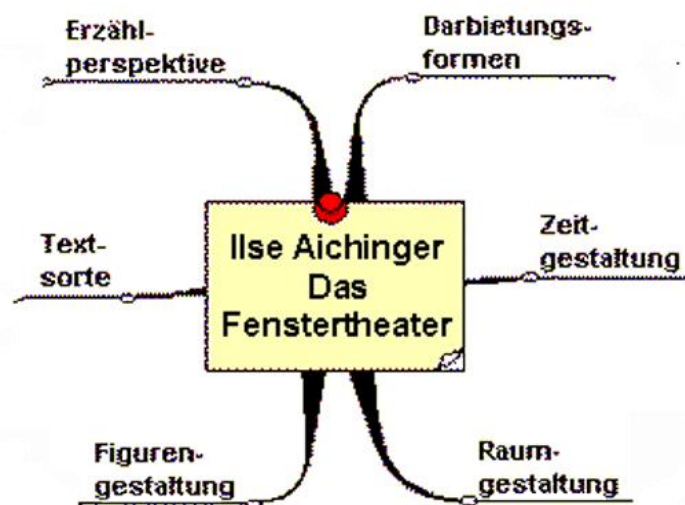 Erzähl-
perspektive
Darbietungs-
formen
Text-
sorte
Ilse Aichinger
Das
Fenstertheater
Zeit-
gestaltung
Figuren-
gestaltung
Raum-
gestaltung